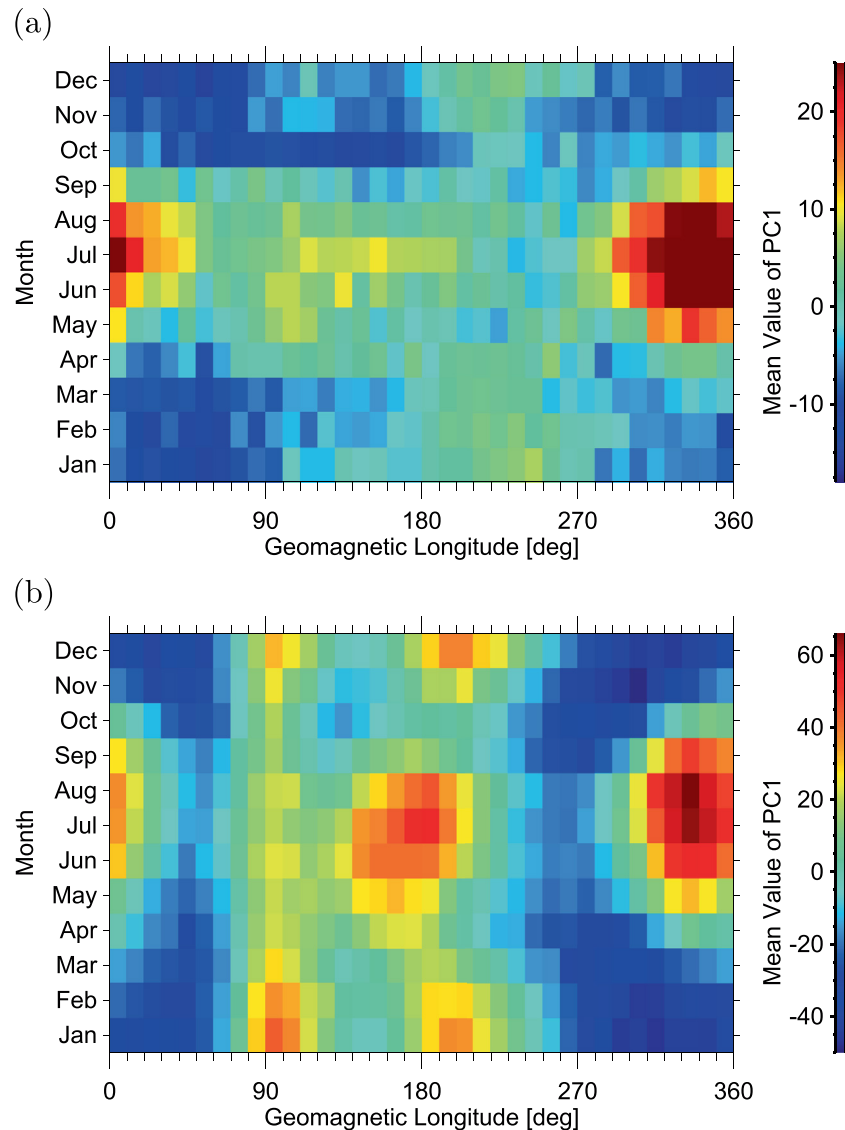 (a)
Dec
Nov
Oct
Sep
Aug
Jul
Jun
May
Apr
Mar
Feb
Jan
Month
0 90 180 270 360
Geomagnetic Longitude [deg]
20
10
0
-10
Mean Value of PC1
(b)
Dec
Nov
Oct
Sep
Aug
Jul
Jun
May
Apr
Mar
Feb
Jan
Month
0 90 180 270 360
Geomagnetic Longitude [deg]
60
40
20
0
-20
-40
Mean Value of PC1